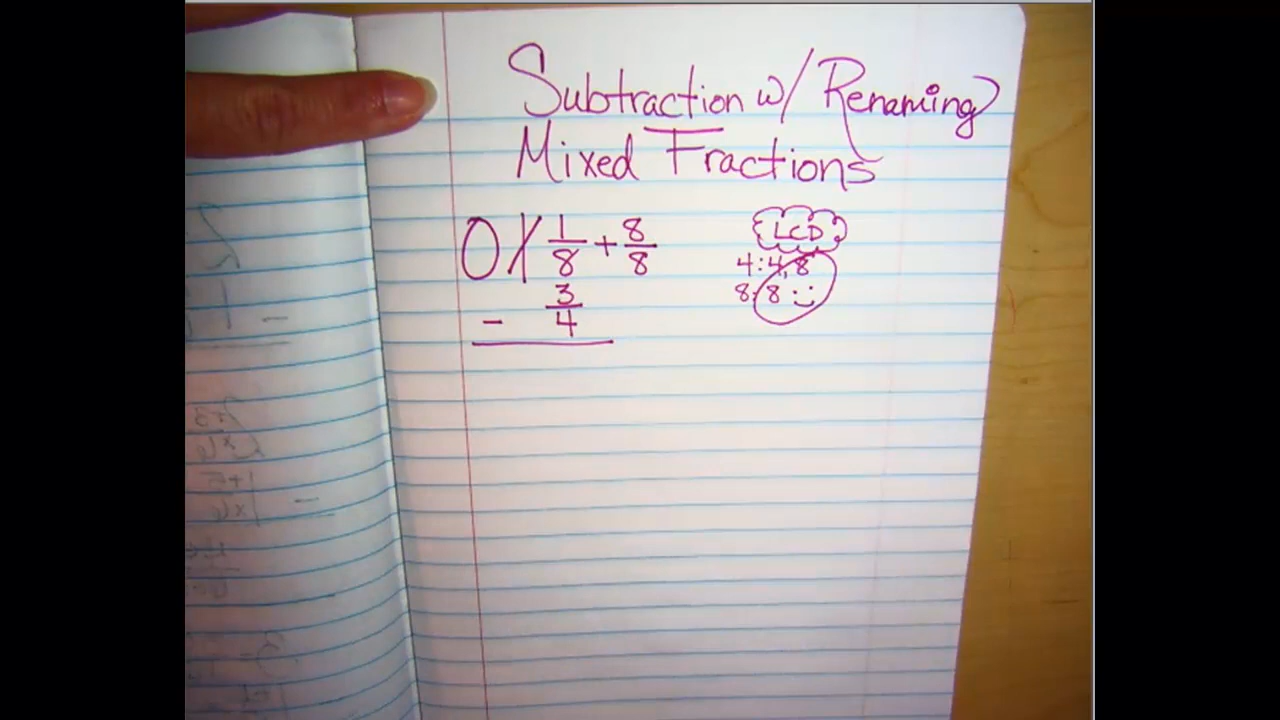 Subtraction w/ Renaming
Mixed Fractions
0 1 1/8 + 8/8
- 3/4
LCD
4: 4, 8
8: 8 :)